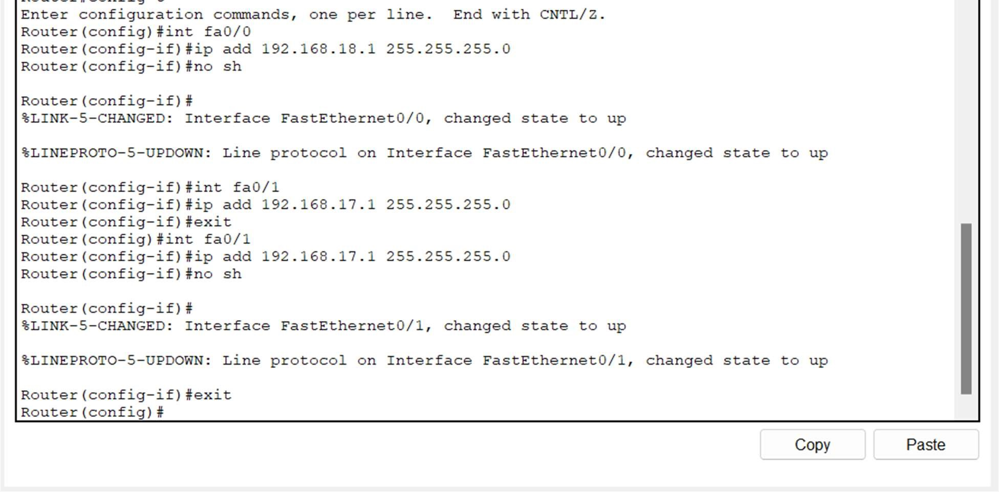 Enter configuration commands, one per line.  End with CNTL/Z.
Router(config)#int fa0/0
Router(config-if)#ip add 192.168.18.1 255.255.255.0
Router(config-if)#no sh
Router(config-if)#
%LINK-5-CHANGED: Interface FastEthernet0/0, changed state to up
%LINEPROTO-5-UPDOWN: Line protocol on Interface FastEthernet0/0, changed state to up
Router(config-if)#int fa0/1
Router(config-if)#ip add 192.168.17.1 255.255.255.0
Router(config-if)#exit
Router(config)#int fa0/1
Router(config-if)#ip add 192.168.17.1 255.255.255.0
Router(config-if)#no sh
Router(config-if)#
%LINK-5-CHANGED: Interface FastEthernet0/1, changed state to up
%LINEPROTO-5-UPDOWN: Line protocol on Interface FastEthernet0/1, changed state to up
Router(config-if)#exit
Router(config)#
Copy Paste